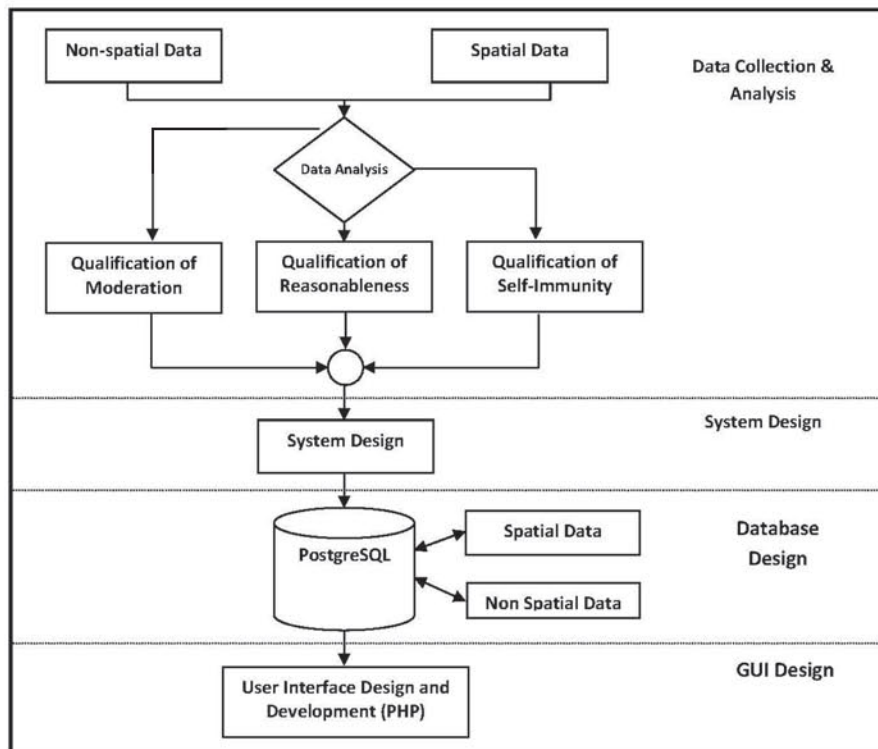 Non-spatial Data
Spatial Data
Data Collection &
Analysis
Data Analysis
Qualification of
Moderation
Qualification of
Reasonableness
Qualification of
Self-Immunity
System Design
System Design
PostgreSQL
Spatial Data
Non Spatial Data
Database
Design
User Interface Design and
Development (PHP)
GUI Design